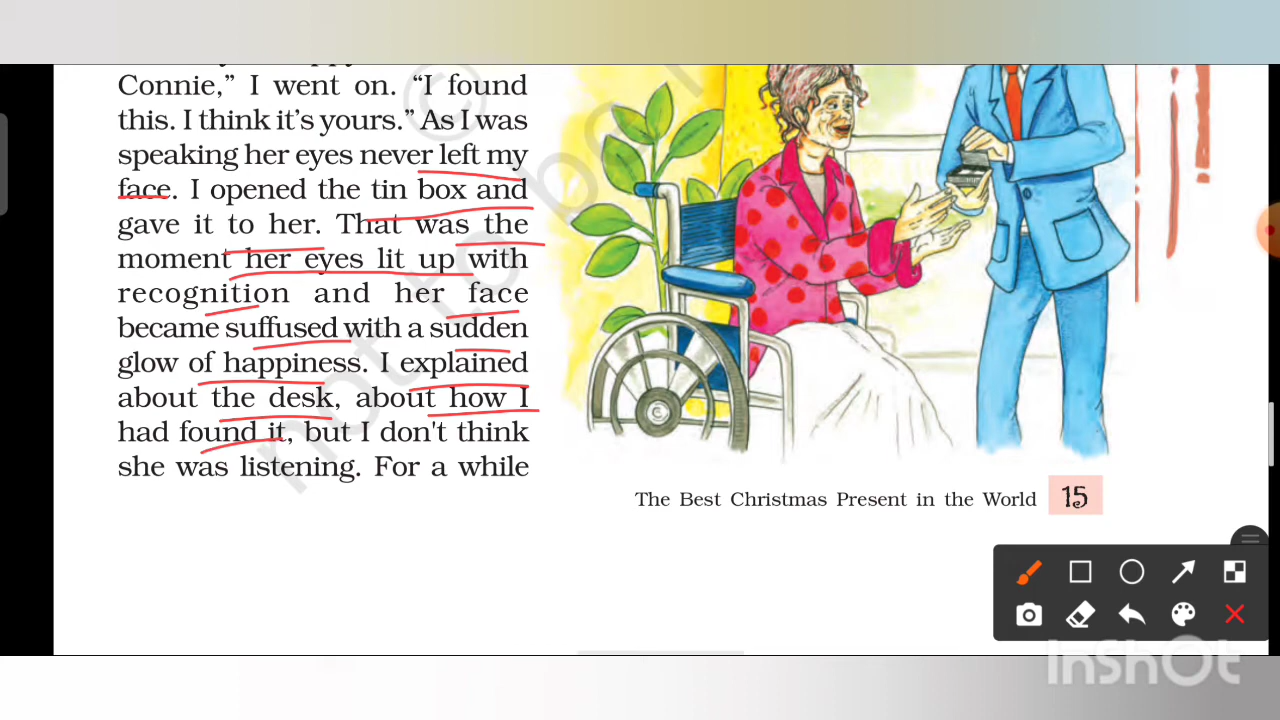 Connie,” I went on. “I found
this. I think it’s yours.” As I was
speaking her eyes never left my
face. I opened the tin box and
gave it to her. That was the
moment her eyes lit up with
recognition and her face
became suffused with a sudden
glow of happiness. I explained
about the desk, about how I
had found it, but I don't think
she was listening. For a while
The Best Christmas Present in the World 15
InShOt